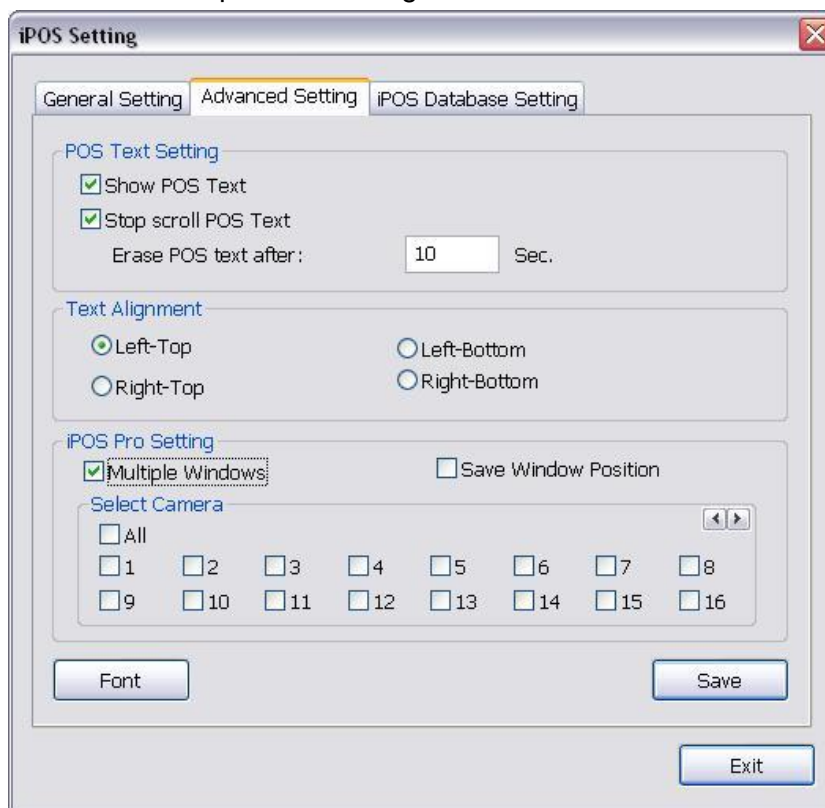 iPOS Setting
General Setting Advanced Setting iPOS Database Setting
POS Text Setting
Show POS Text
Stop scroll POS Text
Erase POS text after: 10 Sec.
Text Alignment
Left-Top Left-Bottom
Right-Top Right-Bottom
iPOS Pro Setting
Multiple Windows Save Window Position
Select Camera
All
1 2 3 4 5 6 7 8
9 10 11 12 13 14 15 16
Font Save
Exit